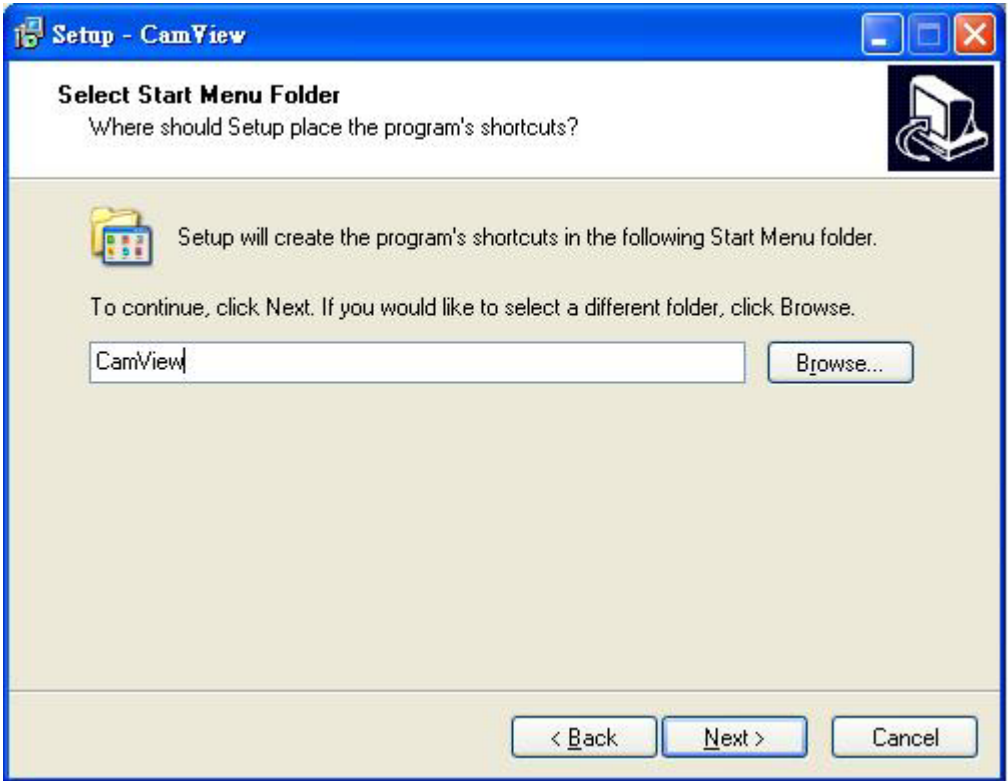 Setup - CamView
Select Start Menu Folder
Where should Setup place the program's shortcuts?
Setup will create the program's shortcuts in the following Start Menu folder.
To continue, click Next. If you would like to select a different folder, click Browse.
CamView
Browse...
< Back
Next >
Cancel